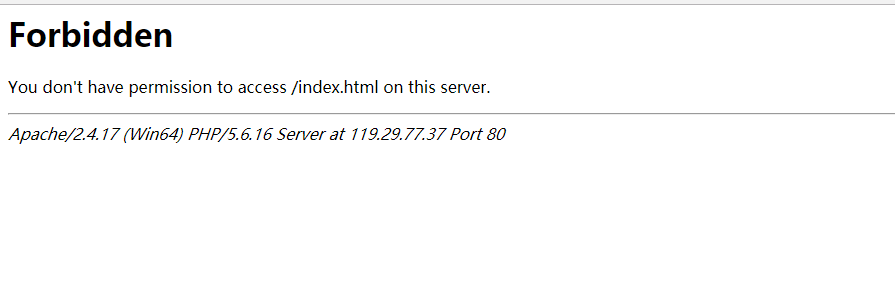 Forbidden
You don't have permission to access /index.html on this server.
Apache/2.4.17 (Win64) PHP/5.6.16 Server at 119.29.77.37 Port 80